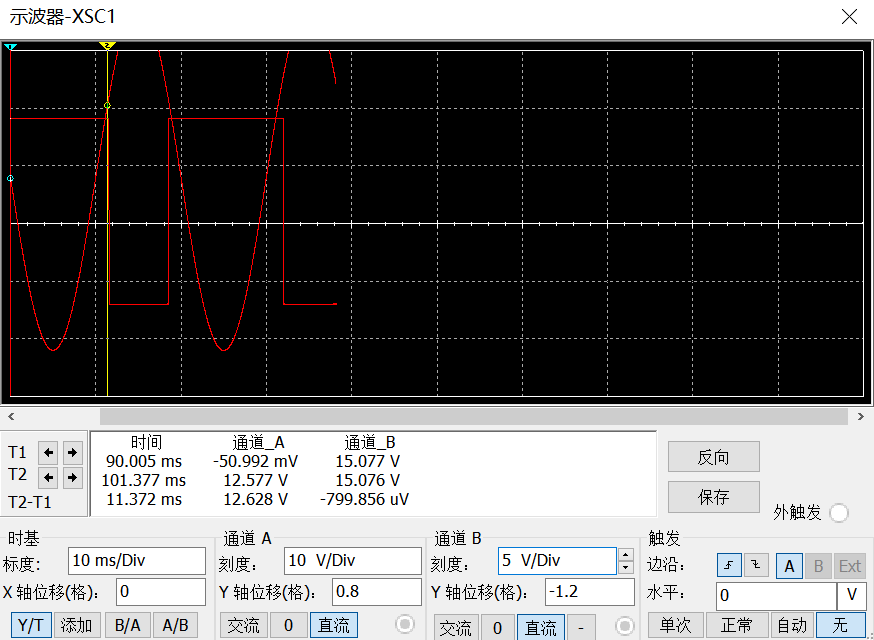 示波器-XSC1
1
2
时间 通道_A 通道_B
T1 90.005 ms -50.992 mV 15.077 V
T2 101.377 ms 12.577 V 15.076 V
T2-T1 11.372 ms 12.628 V -799.856 uV
反向
保存
外触发
时基
标度: 10 ms/Div
X 轴位移(格): 0
Y/T 添加 B/A A/B
通道 A
刻度: 10 V/Div
Y 轴位移(格): 0.8
交流 0 直流
通道 B
刻度: 5 V/Div
Y 轴位移(格): -1.2
交流 0 直流 -
触发
边沿: A B Ext
水平: 0 V
单次 正常 自动 无